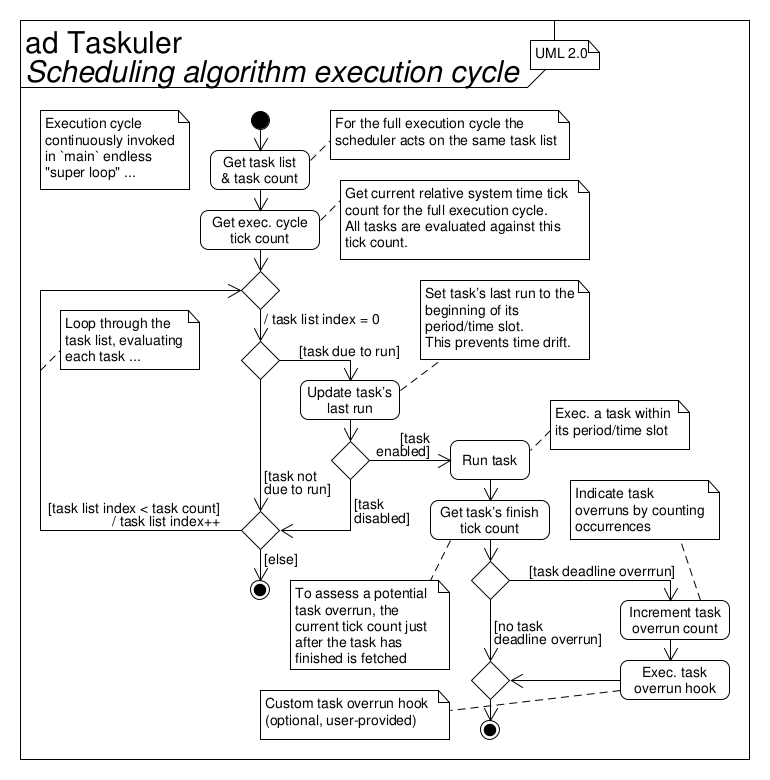 ad Taskuler
Scheduling algorithm execution cycle
UML 2.0
Execution cycle
continuously invoked
in `main` endless
"super loop" ...
For the full execution cycle the
scheduler acts on the same task list
Get task list
& task count
Get current relative system time tick
count for the full execution cycle.
All tasks are evaluated against this
tick count.
Get exec. cycle
tick count
/ task list index = 0
Set task's last run to the
beginning of its
period/time slot.
This prevents time drift.
Loop through the
task list, evaluating
each task ...
[task due to run]
Update task's
last run
Exec. a task within
its period/time slot
[task
enabled]
Run task
[task not
due to run]
[task
disabled]
Get task's finish
tick count
Indicate task
overruns by counting
occurrences
[task list index < task count]
/ task list index++
[else]
To assess a potential
task overrun, the
current tick count just
after the task has
finished is fetched
[task deadline overrrun]
Increment task
overrun count
[no task
deadline overrun]
Exec. task
overrun hook
Custom task overrun hook
(optional, user-provided)